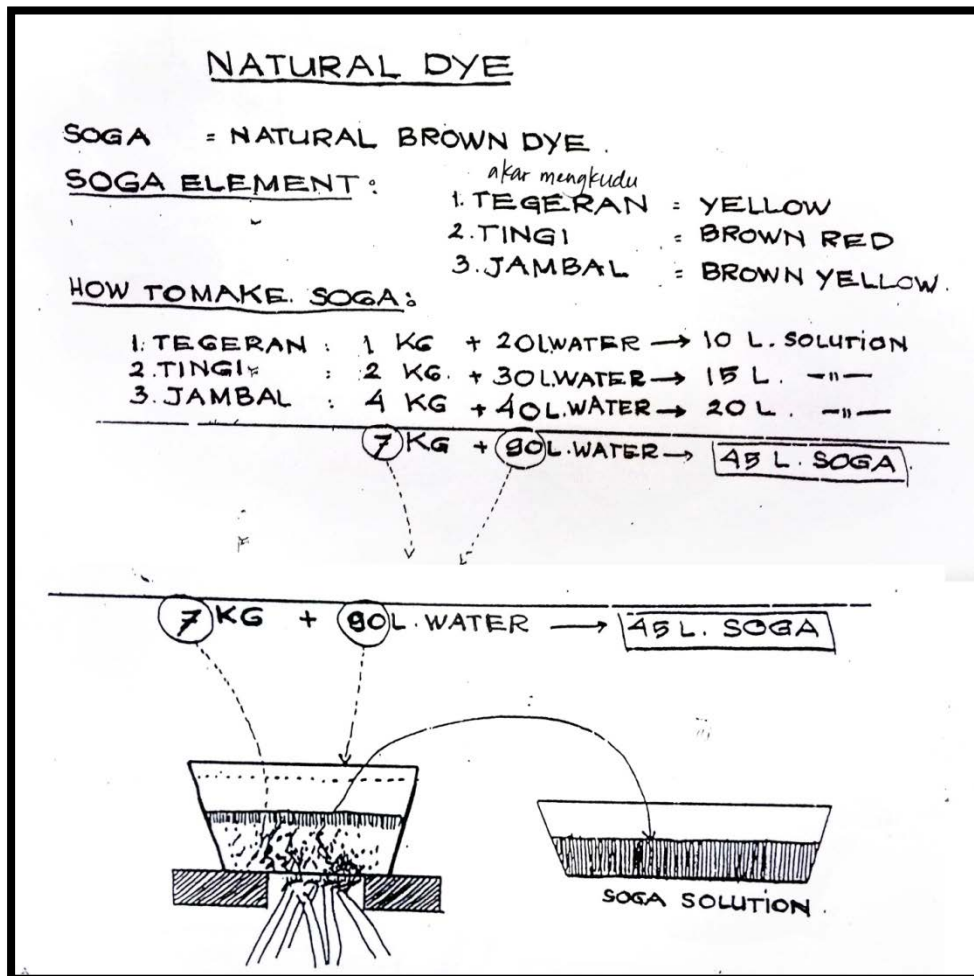 NATURAL DYE
SOGA = NATURAL BROWN DYE.
SOGA ELEMENT:
akar mengkudu
1. TEGERAN = YELLOW
2. TINGI = BROWN RED
3. JAMBAL = BROWN YELLOW.
HOW TOMAKE. SOGA:
1. TEGERAN : 1 KG + 20L.WATER → 10 L. SOLUTION
2. TINGI : 2 KG. + 30L.WATER → 15 L. —"—
3. JAMBAL : 4 KG + 40L.WATER → 20 L. —"—
7 KG + 90L.WATER → 45 L. SOGA
7 KG + 90L.WATER → 45 L. SOGA
SOGA SOLUTION.